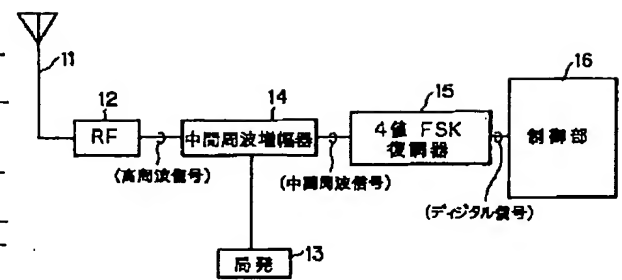 11
12
RF
(高周波信号)
14
中間周波増幅器
(中間周波信号)
13
局発
15
4値 FSK
復調器
(ディジタル信号)
16
制御部